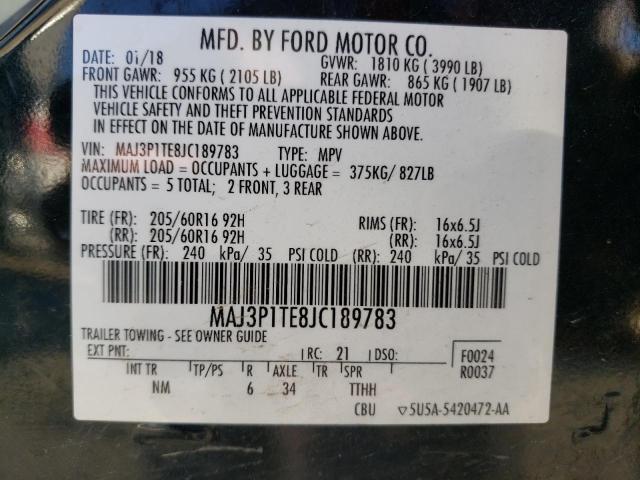 MFD. BY FORD MOTOR CO.
DATE: 01/18 GVWR: 1810 KG ( 3990 LB)
FRONT GAWR: 955 KG ( 2105 LB) REAR GAWR: 865 KG ( 1907 LB)
THIS VEHICLE CONFORMS TO ALL APPLICABLE FEDERAL MOTOR
VEHICLE SAFETY AND THEFT PREVENTION STANDARDS
IN EFFECT ON THE DATE OF MANUFACTURE SHOWN ABOVE.
VIN: MAJ3P1TE8JC189783 TYPE: MPV
MAXIMUM LOAD = OCCUPANTS + LUGGAGE = 375KG/ 827LB
OCCUPANTS = 5 TOTAL; 2 FRONT, 3 REAR
TIRE (FR): 205/60R16 92H RIMS (FR): 16x6.5J
(RR): 205/60R16 92H (RR): 16x6.5J
PRESSURE (FR): 240 kPa/ 35 PSI COLD (RR): 240 kPa/ 35 PSI COLD
MAJ3P1TE8JC189783
TRAILER TOWING - SEE OWNER GUIDE
EXT PNT: RC: 21 DSO: F0024
INT TR TP/PS R AXLE TR SPR R0037
NM 6 34 TTHH
CBU ▽5U5A-5420472-AA